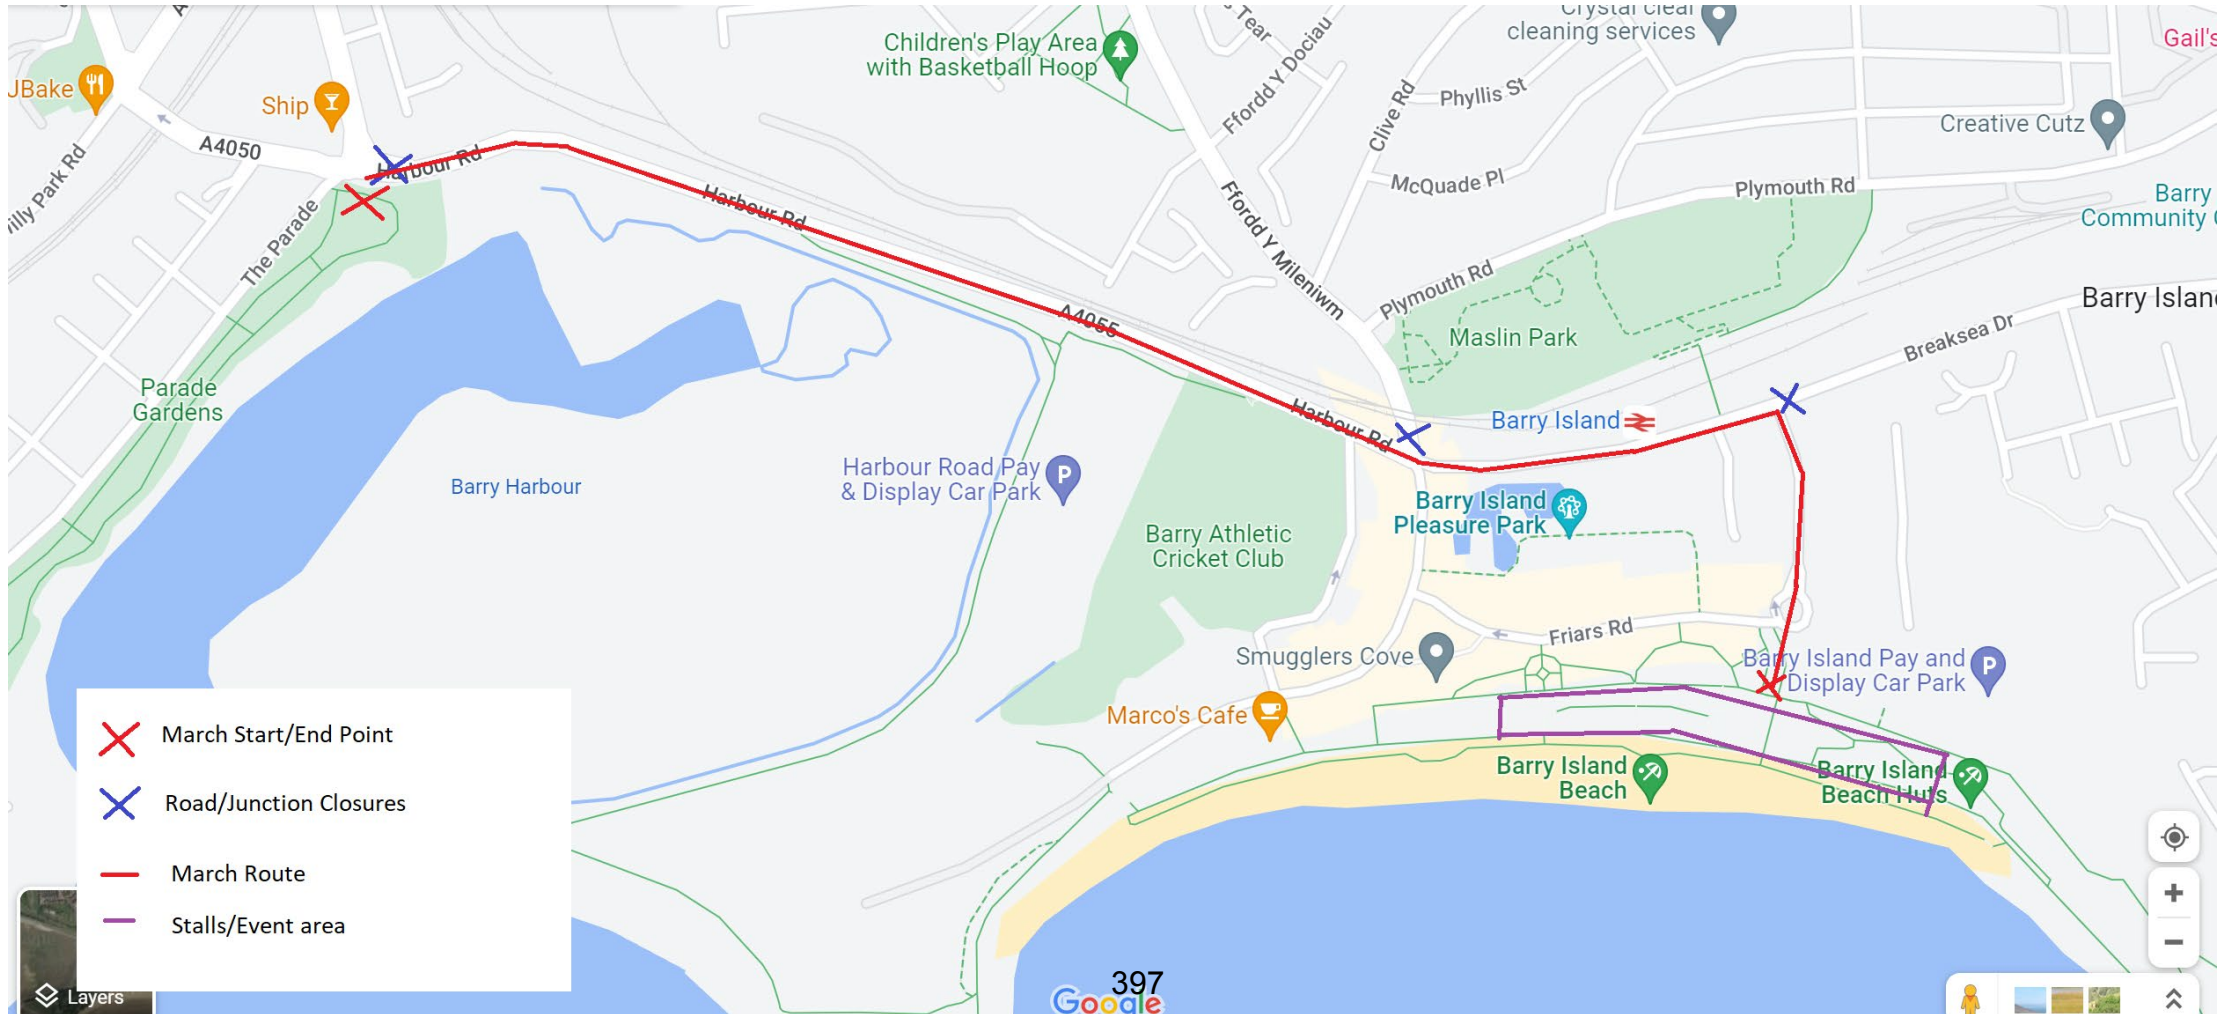 Crystal clear
cleaning services
Gail's
Tear
Children's Play Area
with Basketball Hoop
Ffordd Y Dociau
JBake
Ship
Clive Rd
Phyllis St
Creative Cutz
A4050
Harbour Rd
McQuade Pl
Plymouth Rd
Barry
Community
Harbour Rd
Ffordd Y Mileniwm
The Parade
Plymouth Rd
Barry Island
A4055
Maslin Park
Breaksea Dr
Parade
Gardens
Harbour Rd
Barry Island
Barry Harbour
Harbour Road Pay
& Display Car Park
P
Barry Island
Pleasure Park
Barry Athletic
Cricket Club
Friars Rd
Smugglers Cove
Barry Island Pay and
Display Car Park
P
Marco's Cafe
Barry Island
Beach
Barry Island
Beach Huts
March Start/End Point
Road/Junction Closures
March Route
Stalls/Event area
Layers
397
Google